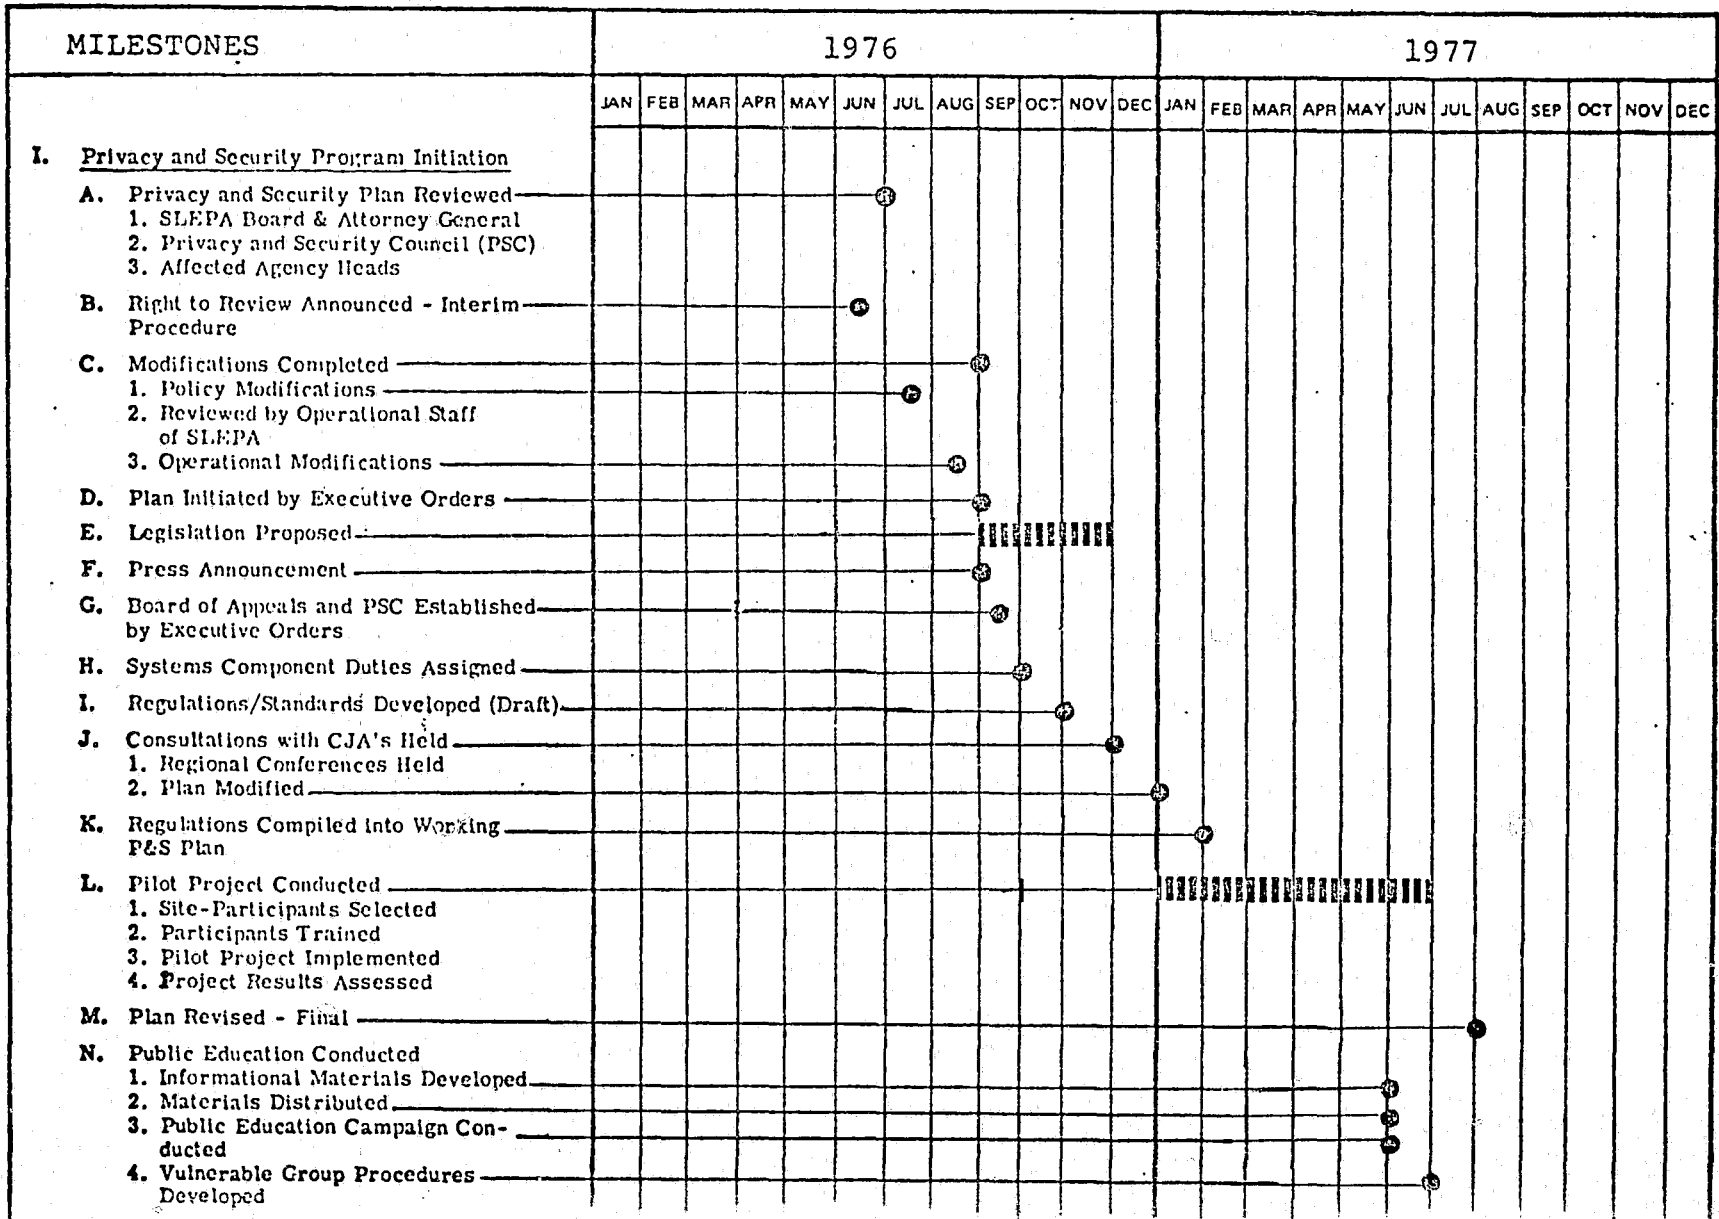 MILESTONES 1976 1977
JAN FEB MAR APR MAY JUN JUL AUG SEP OCT NOV DEC JAN FEB MAR APR MAY JUN JUL AUG SEP OCT NOV DEC
I. Privacy and Security Program Initiation
A. Privacy and Security Plan Reviewed
1. SLEPA Board & Attorney General
2. Privacy and Security Council (PSC)
3. Affected Agency Heads
B. Right to Review Announced - Interim
Procedure
C. Modifications Completed
1. Policy Modifications
2. Reviewed by Operational Staff
of SLEPA
3. Operational Modifications
D. Plan Initiated by Executive Orders
E. Legislation Proposed
F. Press Announcement
G. Board of Appeals and PSC Established
by Executive Orders
H. Systems Component Duties Assigned
I. Regulations/Standards Developed (Draft)
J. Consultations with CJA's Held
1. Regional Conferences Held
2. Plan Modified
K. Regulations Compiled into Working
P&S Plan
L. Pilot Project Conducted
1. Site-Participants Selected
2. Participants Trained
3. Pilot Project Implemented
4. Project Results Assessed
M. Plan Revised - Final
N. Public Education Conducted
1. Informational Materials Developed
2. Materials Distributed
3. Public Education Campaign Con-
ducted
4. Vulnerable Group Procedures
Developed